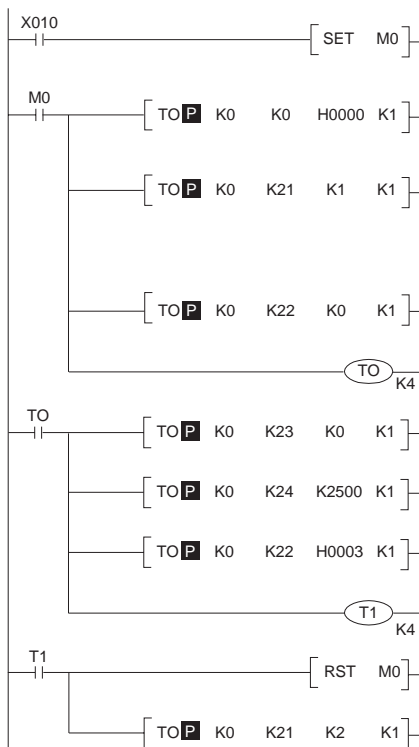 X010
SET M0
M0
TO P K0 K0 H0000 K1
TO P K0 K21 K1 K1
TO P K0 K22 K0 K1
TO
K4
TO
TO P K0 K23 K0 K1
TO P K0 K24 K2500 K1
TO P K0 K22 H0003 K1
T1
K4
T1
RST M0
TO P K0 K21 K2 K1